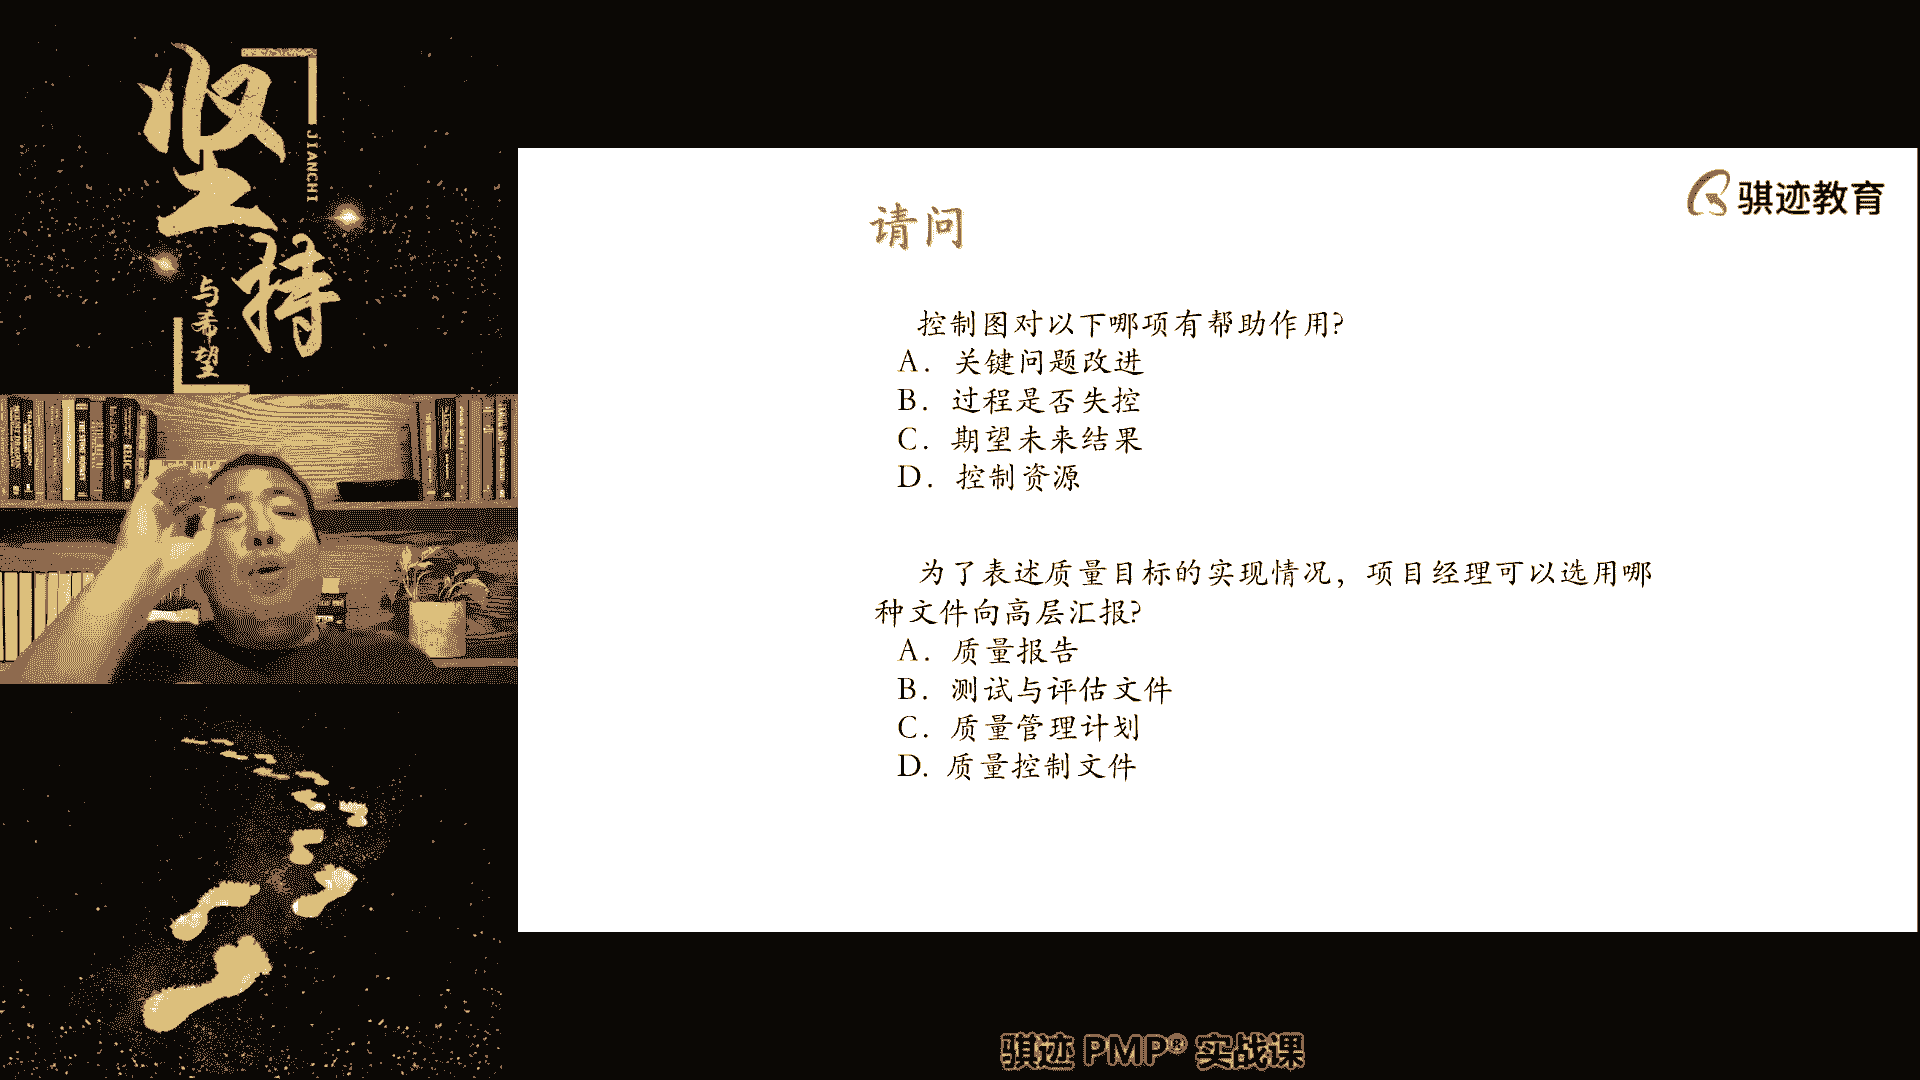 坚持
JIANCHI
与希望
骐迹教育
请问
控制图对以下哪项有帮助作用?
A. 关键问题改进
B. 过程是否失控
C. 期望未来结果
D. 控制资源
为了表述质量目标的实现情况，项目经理可以选用哪
种文件向高层汇报?
A. 质量报告
B. 测试与评估文件
C. 质量管理计划
D. 质量控制文件
骐迹 PMP® 实战课